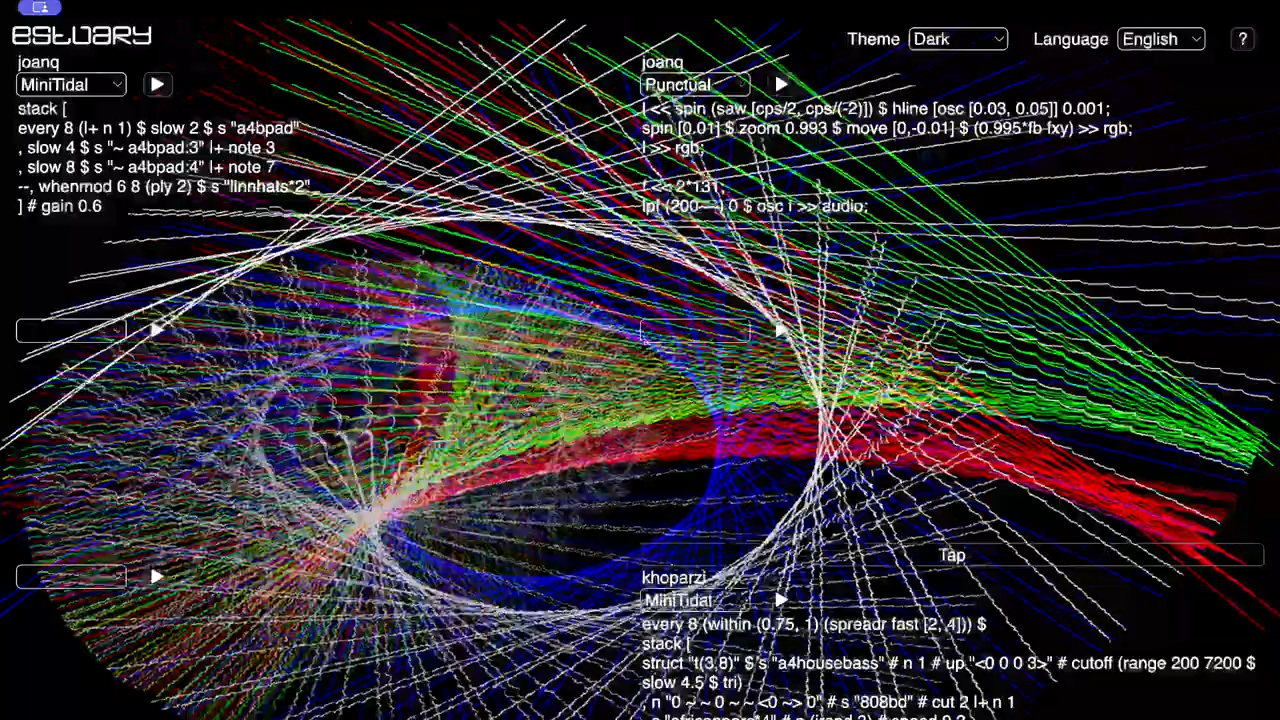 estuary
Theme Dark Language English ?
joanq
MiniTidal
stack [
every 8 (|+ n 1) $ slow 2 $ s "a4bpad"
, slow 4 $ s "~ a4bpad:3" |+ note 3
, slow 8 $ s "~ a4bpad:4" |+ note 7
--, whenmod 6 8 (ply 2) $ s "linnhats*2"
] # gain 0.6
joanq
Punctual
l << spin (saw [cps/2, cps/(-2)]) $ hline [osc [0.03, 0.05]] 0.001;
spin [0.01] $ zoom 0.993 $ move [0,-0.01] $ (0.995*fb fxy) >> rgb;
l >> rgb;
f << 2*131;
0 $ osc f >> audio;
Tap
khoparzi
MiniTidal
every 8 (within (0.75, 1) (spreadr fast [2, 4])) $
stack [
struct "t(3,8)" $ s "a4housebass" # n 1 # up "<0 0 0 3>" # cutoff (range 200 7200 $
slow 4.5 $ tri)
, n "0 ~ ~ 0 ~ ~ <0 ~> 0" # s "808bd" # cut 2 |+ n 1